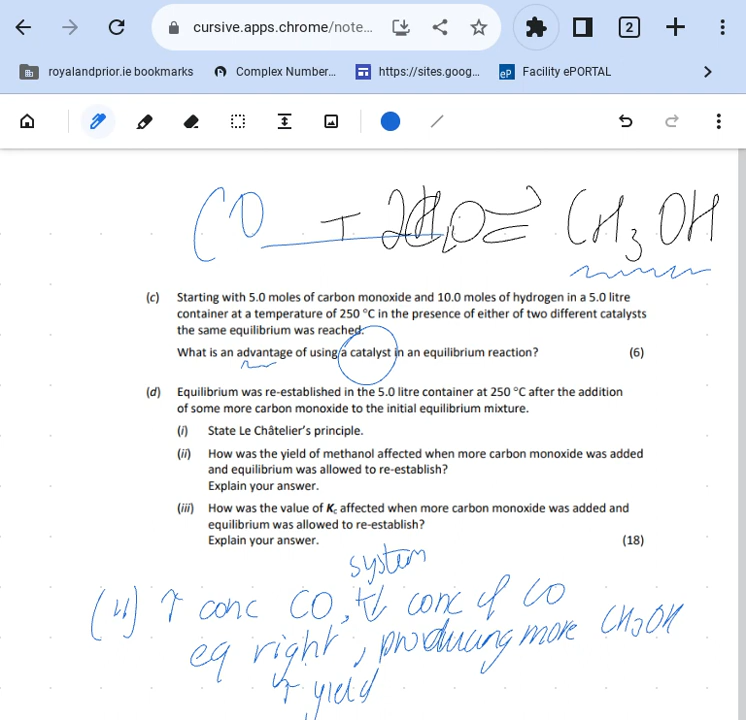 cursive.apps.chrome/note...
2
royalandprior.ie bookmarks
Complex Number...
https://sites.goog...
eP
Facility ePORTAL
CO + 2H₂ ⇌ CH₃OH
(c) Starting with 5.0 moles of carbon monoxide and 10.0 moles of hydrogen in a 5.0 litre
container at a temperature of 250 °C in the presence of either of two different catalysts
the same equilibrium was reached.
What is an advantage of using a catalyst in an equilibrium reaction? (6)
(d) Equilibrium was re-established in the 5.0 litre container at 250 °C after the addition
of some more carbon monoxide to the initial equilibrium mixture.
(i) State Le Châtelier's principle.
(ii) How was the yield of methanol affected when more carbon monoxide was added
and equilibrium was allowed to re-establish?
Explain your answer.
(iii) How was the value of Kc affected when more carbon monoxide was added and
equilibrium was allowed to re-establish?
Explain your answer. (18)
system
(ii) ↑ conc CO, ↓ conc of CO
eq right, producing more CH₃OH
↑ yield